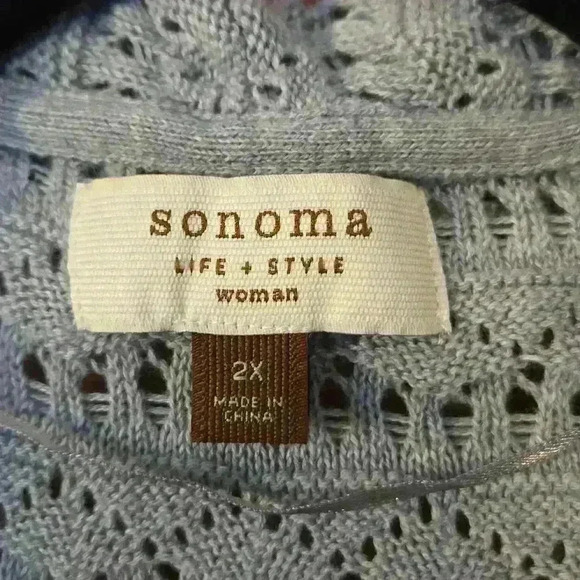 sonoma
LIFE + STYLE
woman
2X
MADE IN
CHINA